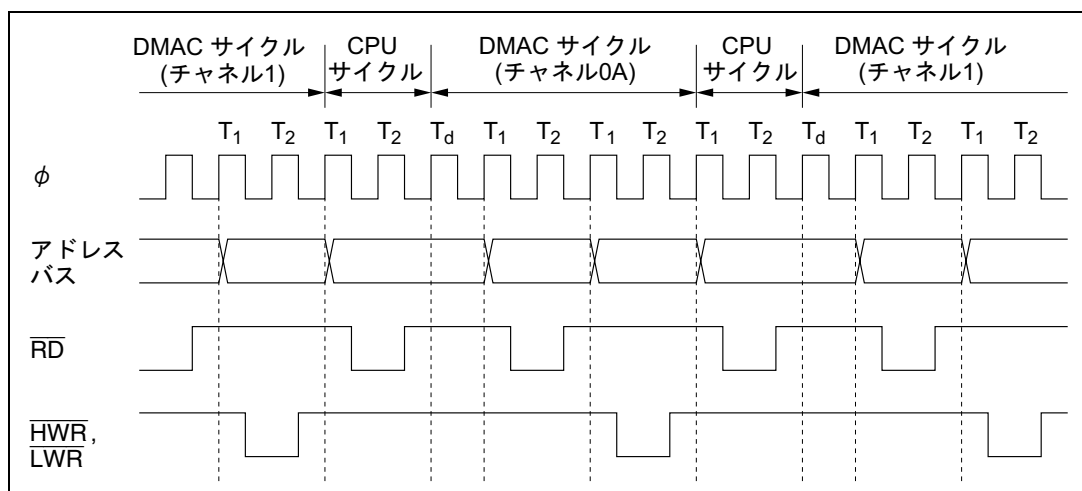 DMAC サイクル CPU DMAC サイクル CPU DMAC サイクル
(チャネル1) サイクル (チャネル0A) サイクル (チャネル1)
T1 T2 T1 T2 Td T1 T2 T1 T2 T1 T2 Td T1 T2 T1 T2
φ
アドレス
バス
RD
HWR,
LWR